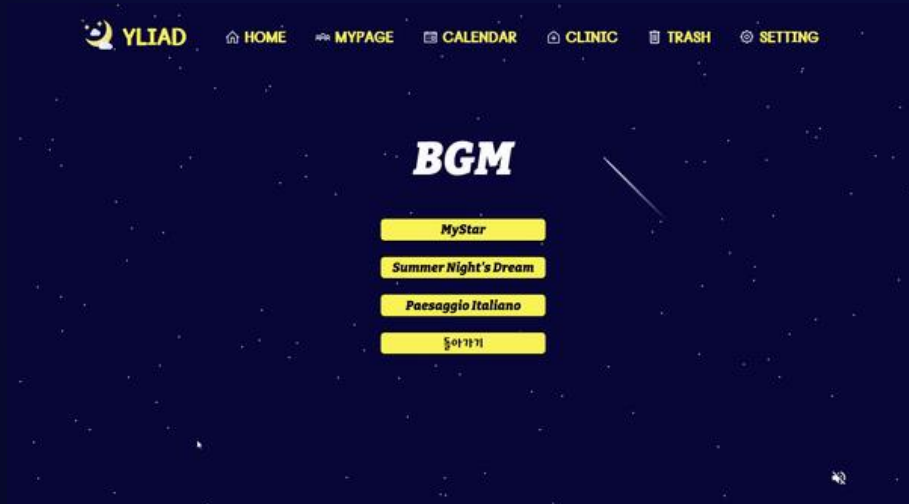 YLIAD HOME MYPAGE CALENDAR CLINIC TRASH SETTING
BGM
MyStar
Summer Night's Dream
Paesaggio Italiano
돌아가기